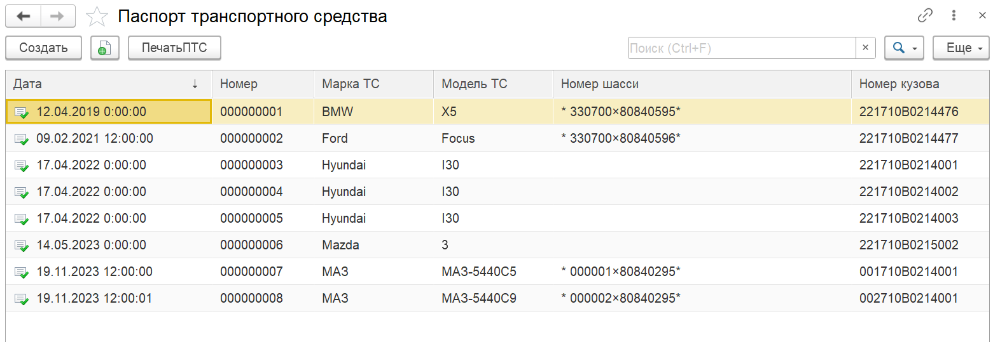 Паспорт транспортного средства
Создать ПечатьПТС Поиск (Ctrl+F) × Еще
Дата ↓ Номер Марка ТС Модель ТС Номер шасси Номер кузова
12.04.2019 0:00:00 000000001 BMW X5 * 330700×80840595* 221710B0214476
09.02.2021 12:00:00 000000002 Ford Focus * 330700×80840596* 221710B0214477
17.04.2022 0:00:00 000000003 Hyundai I30 221710B0214001
17.04.2022 0:00:00 000000004 Hyundai I30 221710B0214002
17.04.2022 0:00:00 000000005 Hyundai I30 221710B0214003
14.05.2023 0:00:00 000000006 Mazda 3 221710B0215002
19.11.2023 12:00:00 000000007 МАЗ МАЗ-5440С5 * 000001×80840295* 001710B0214001
19.11.2023 12:00:01 000000008 МАЗ МАЗ-5440С9 * 000002×80840295* 002710B0214001